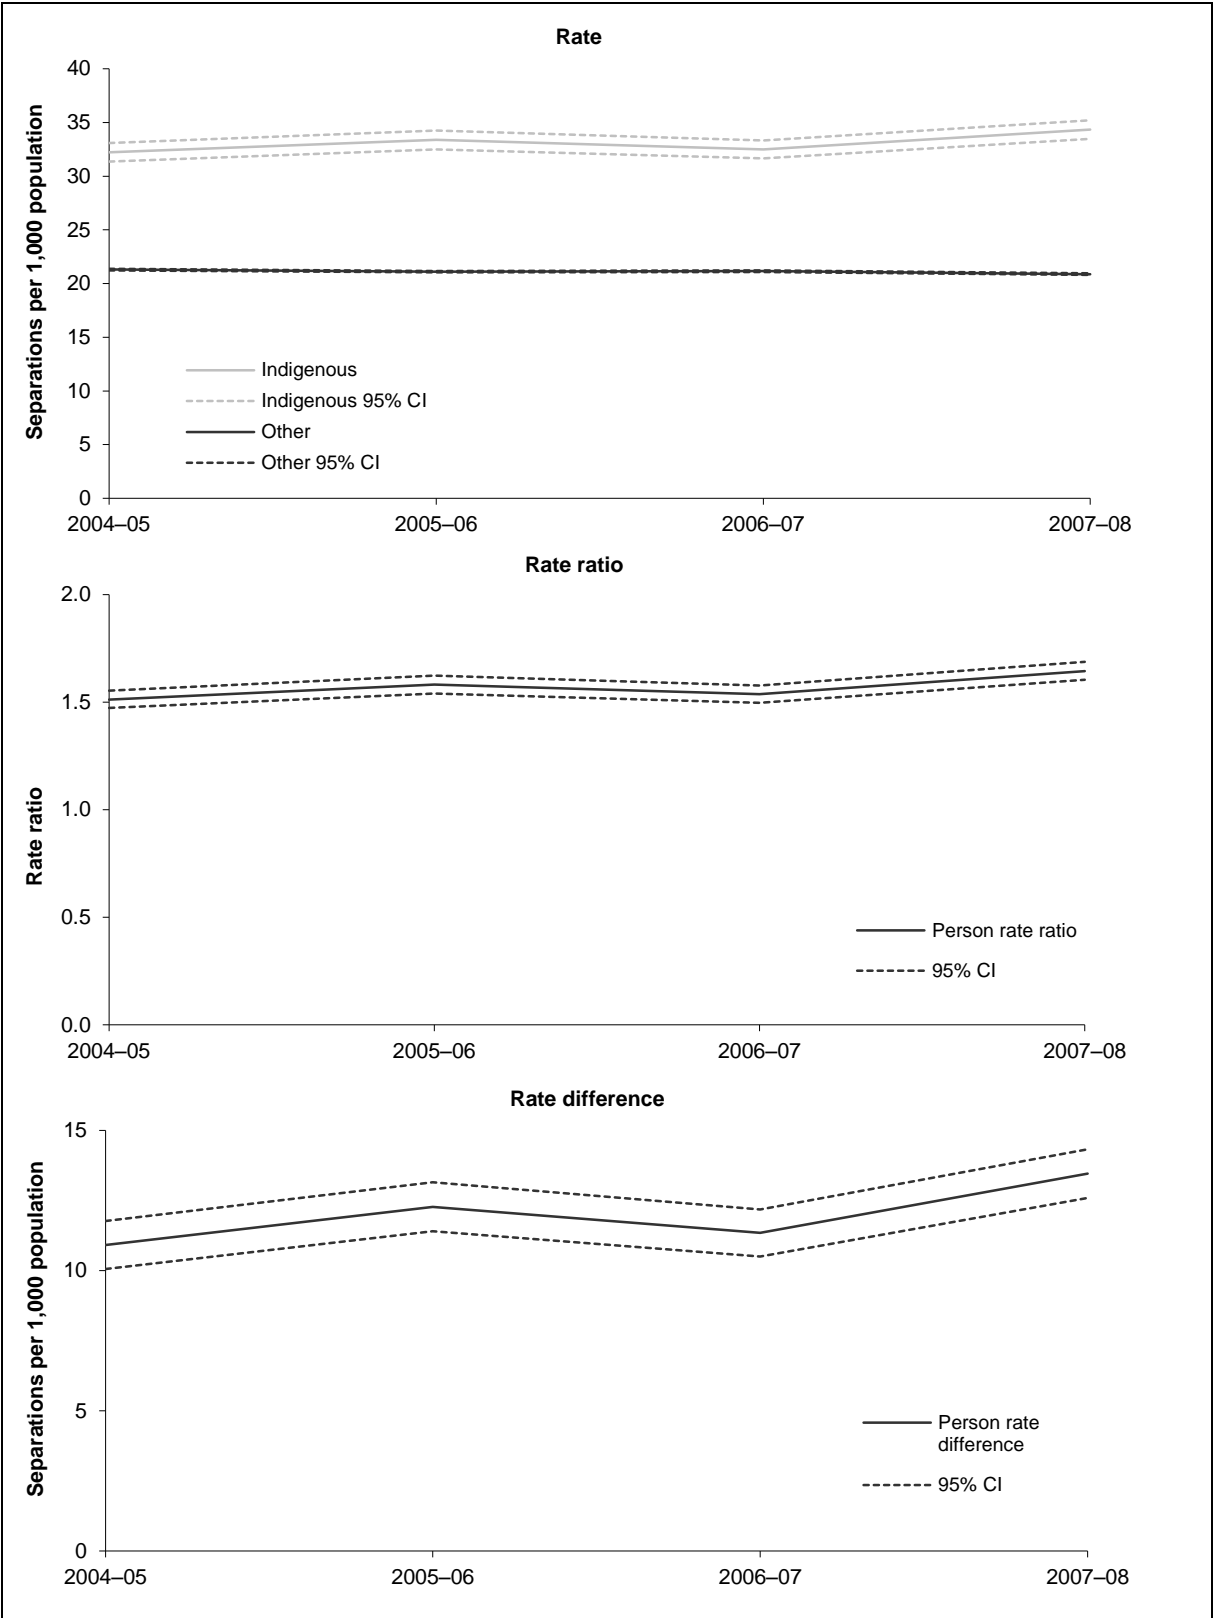 Rate
Separations per 1,000 population
40
35
30
25
20
15
10
5
0
Indigenous
Indigenous 95% CI
Other
Other 95% CI
2004–05 2005–06 2006–07 2007–08
Rate ratio
Rate ratio
2.0
1.5
1.0
0.5
0.0
Person rate ratio
95% CI
2004–05 2005–06 2006–07 2007–08
Rate difference
Separations per 1,000 population
15
10
5
0
Person rate
difference
95% CI
2004–05 2005–06 2006–07 2007–08